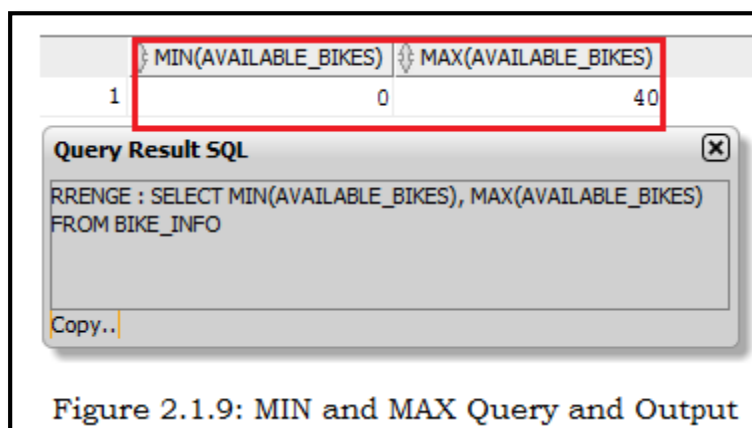 MIN(AVAILABLE_BIKES) MAX(AVAILABLE_BIKES)
1 0 40
Query Result SQL
RRENGE : SELECT MIN(AVAILABLE_BIKES), MAX(AVAILABLE_BIKES)
FROM BIKE_INFO
Copy..
Figure 2.1.9: MIN and MAX Query and Output